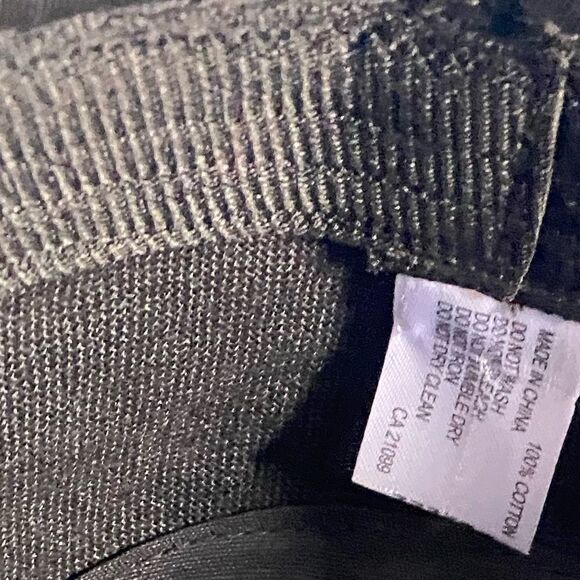 100% COTTON
MADE IN CHINA
DO NOT WASH
DO NOT BLEACH
DO NOT TUMBLE DRY
DO NOT IRON
DO NOT DRY CLEAN
CA 21099